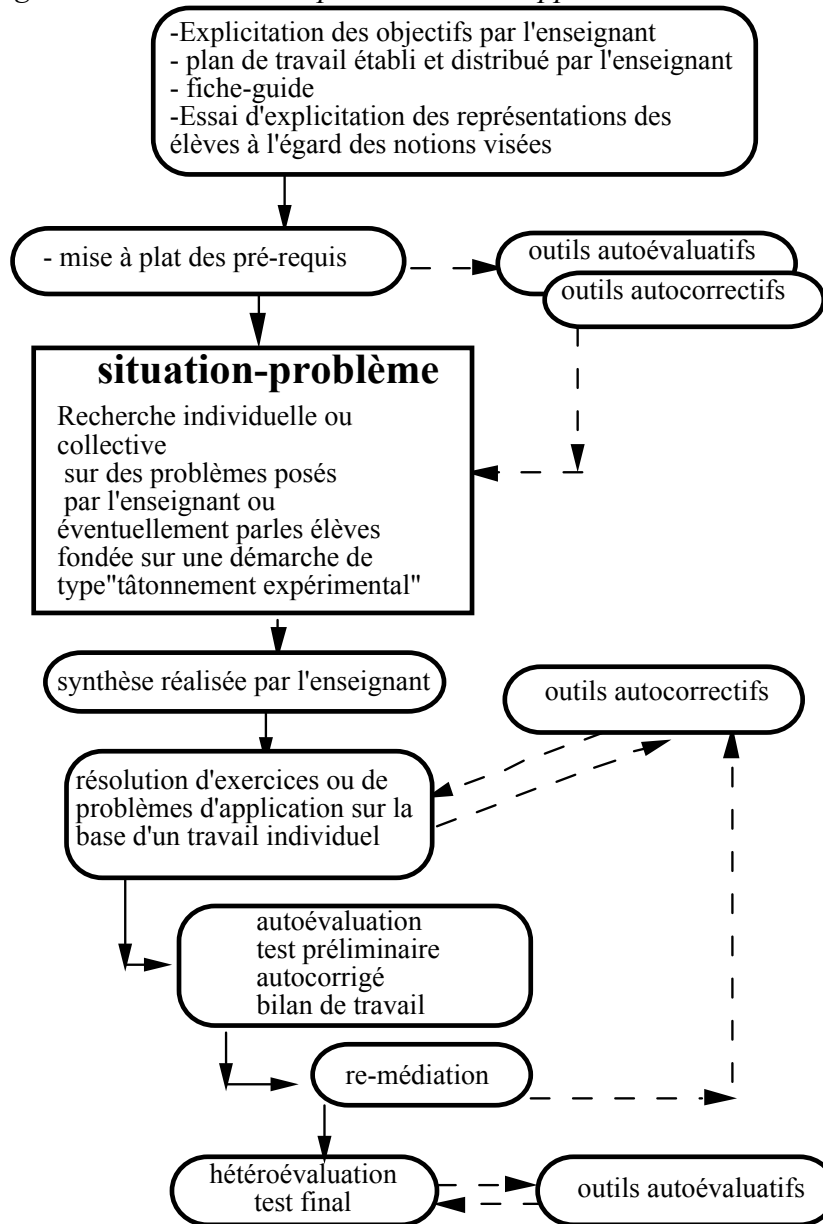 -Explicitation des objectifs par l'enseignant
- plan de travail établi et distribué par l'enseignant
- fiche-guide
-Essai d'explicitation des représentations des
élèves à l'égard des notions visées
- mise à plat des pré-requis
outils autoévaluatifs
outils autocorrectifs
situation-problème
Recherche individuelle ou
collective
sur des problèmes posés
par l'enseignant ou
éventuellement parles élèves
fondée sur une démarche de
type"tâtonnement expérimental"
synthèse réalisée par l'enseignant
outils autocorrectifs
résolution d'exercices ou de
problèmes d'application sur la
base d'un travail individuel
autoévaluation
test préliminaire
autocorrigé
bilan de travail
re-médiation
hétéroévaluation
test final
outils autoévaluatifs